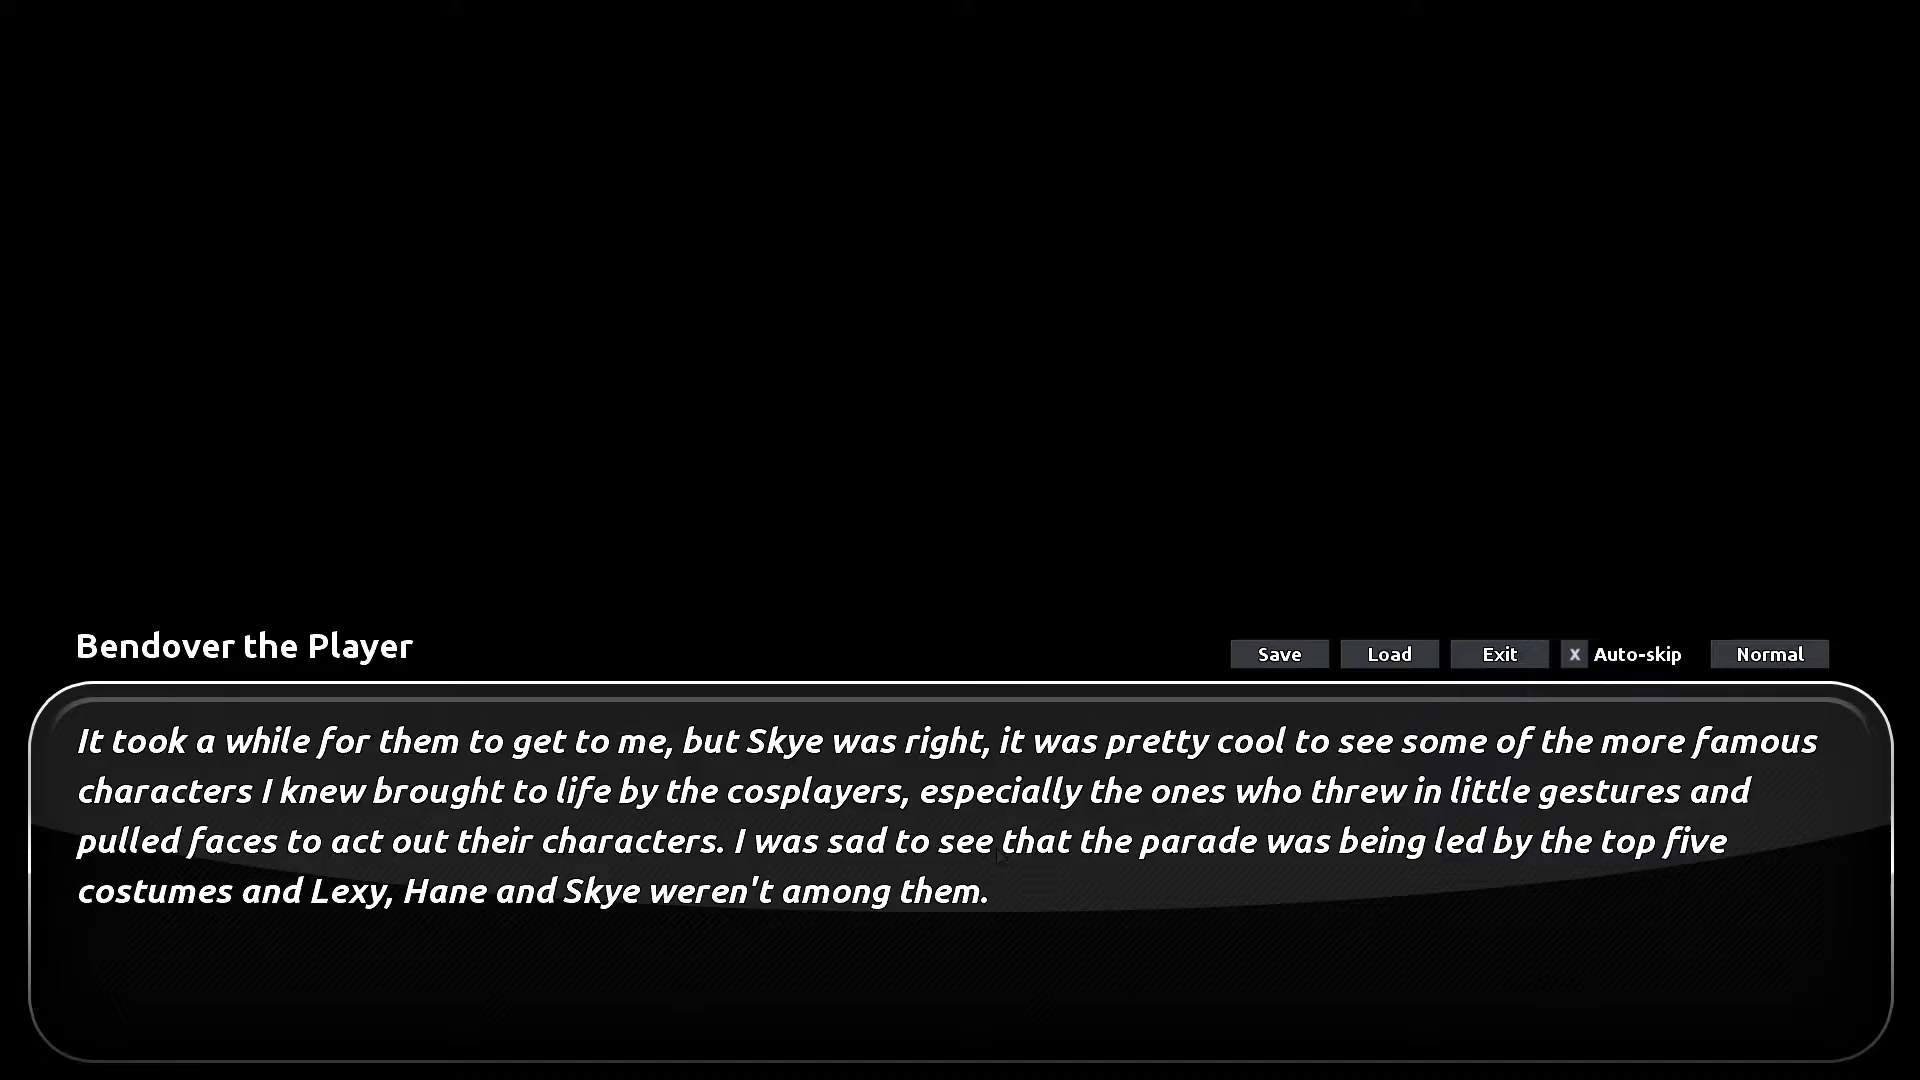 Bendover the Player
Save Load Exit X Auto-skip Normal
It took a while for them to get to me, but Skye was right, it was pretty cool to see some of the more famous
characters I knew brought to life by the cosplayers, especially the ones who threw in little gestures and
pulled faces to act out their characters. I was sad to see that the parade was being led by the top five
costumes and Lexy, Hane and Skye weren't among them.